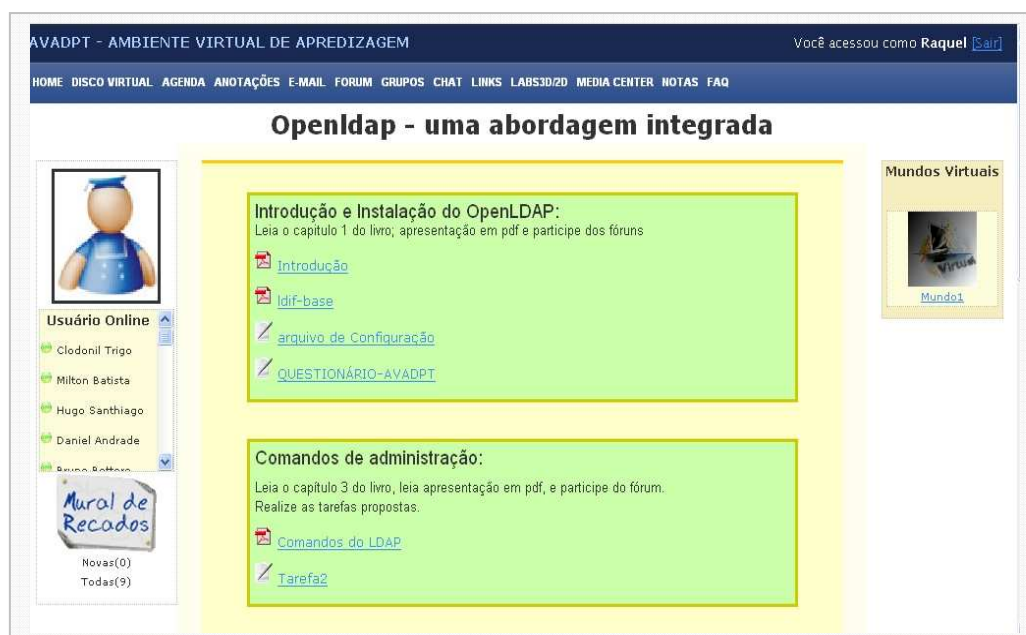 AVADPT - AMBIENTE VIRTUAL DE APREDIZAGEM
Você acessou como Raquel [Sair]
HOME DISCO VIRTUAL AGENDA ANOTAÇÕES E-MAIL FORUM GRUPOS CHAT LINKS LABS3D/2D MEDIA CENTER NOTAS FAQ
Openldap - uma abordagem integrada
Usuário Online
Clodonil Trigo
Milton Batista
Hugo Santhiago
Daniel Andrade
Mural de
Recados
Novas(0)
Todas(9)
Introdução e Instalação do OpenLDAP:
Leia o capitulo 1 do livro; apresentação em pdf e participe dos fóruns
Introdução
ldif-base
arquivo de Configuração
QUESTIONÁRIO-AVADPT
Comandos de administração:
Leia o capítulo 3 do livro, leia apresentação em pdf, e participe do fórum.
Realize as tarefas propostas.
Comandos do LDAP
Tarefa2
Mundos Virtuais
Virtual
Mundo1